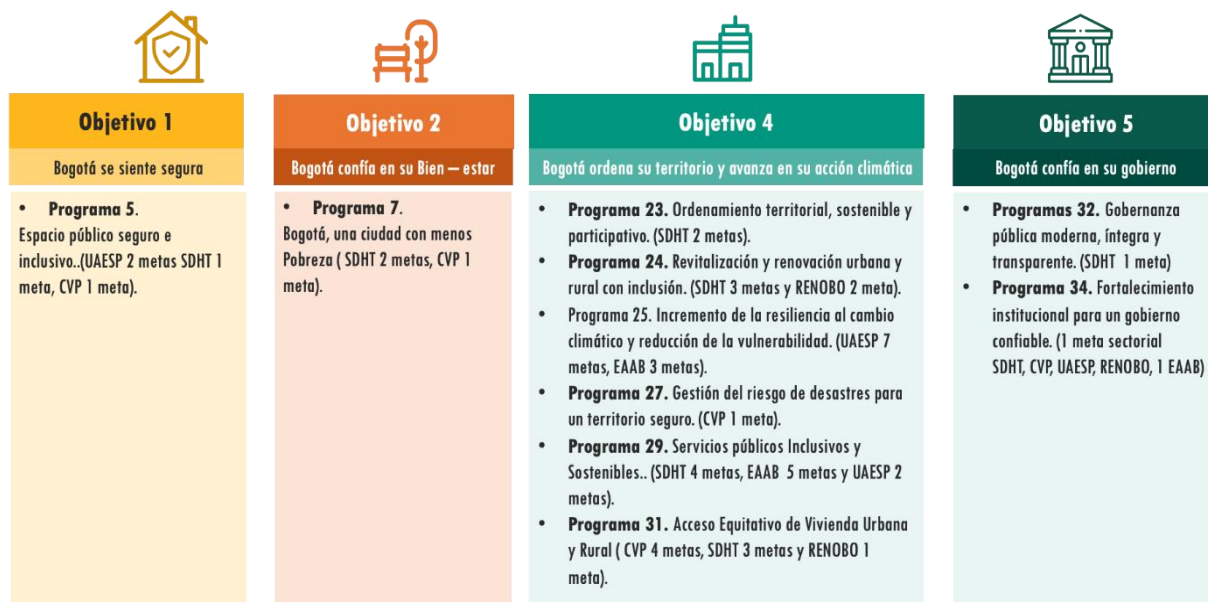 Objetivo 1
Bogotá se siente segura
• Programa 5.
Espacio público seguro e
inclusivo..(UAESP 2 metas SDHT 1
meta, CVP 1 meta).
Objetivo 2
Bogotá confía en su Bien – estar
• Programa 7.
Bogotá, una ciudad con menos
Pobreza ( SDHT 2 metas, CVP 1
meta).
Objetivo 4
Bogotá ordena su territorio y avanza en su acción climática
• Programa 23. Ordenamiento territorial, sostenible y
participativo. (SDHT 2 metas).
• Programa 24. Revitalización y renovación urbana y
rural con inclusión. (SDHT 3 metas y RENOBO 2 meta).
• Programa 25. Incremento de la resiliencia al cambio
climático y reducción de la vulnerabilidad. (UAESP 7
metas, EAAB 3 metas).
• Programa 27. Gestión del riesgo de desastres para
un territorio seguro. (CVP 1 meta).
• Programa 29. Servicios públicos Inclusivos y
Sostenibles.. (SDHT 4 metas, EAAB 5 metas y UAESP 2
metas).
• Programa 31. Acceso Equitativo de Vivienda Urbana
y Rural ( CVP 4 metas, SDHT 3 metas y RENOBO 1
meta).
Objetivo 5
Bogotá confía en su gobierno
• Programas 32. Gobernanza
pública moderna, íntegra y
transparente. (SDHT 1 meta)
• Programa 34. Fortalecimiento
institucional para un gobierno
confiable. (1 meta sectorial
SDHT, CVP, UAESP, RENOBO, 1 EAAB)